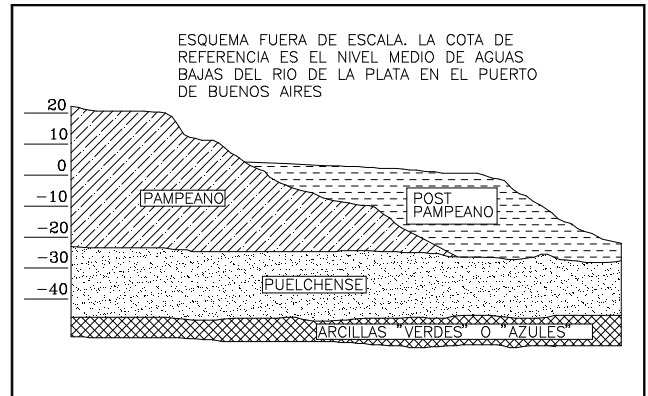 ESQUEMA FUERA DE ESCALA. LA COTA DE
REFERENCIA ES EL NIVEL MEDIO DE AGUAS
BAJAS DEL RIO DE LA PLATA EN EL PUERTO
DE BUENOS AIRES
20
10
0
-10
-20
-30
-40
PAMPEANO
POST
PAMPEANO
PUELCHENSE
ARCILLAS "VERDES" O "AZULES"